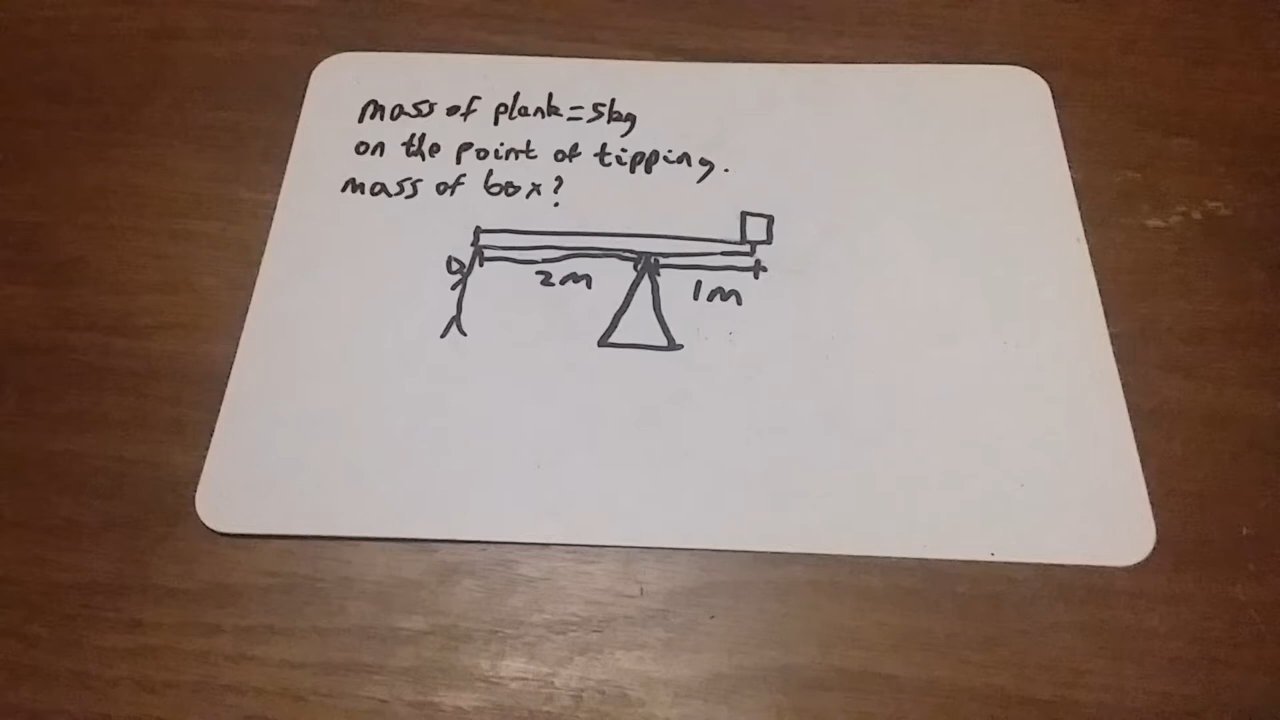 mass of plank=5kg
on the point of tipping.
mass of box?
2m 1m